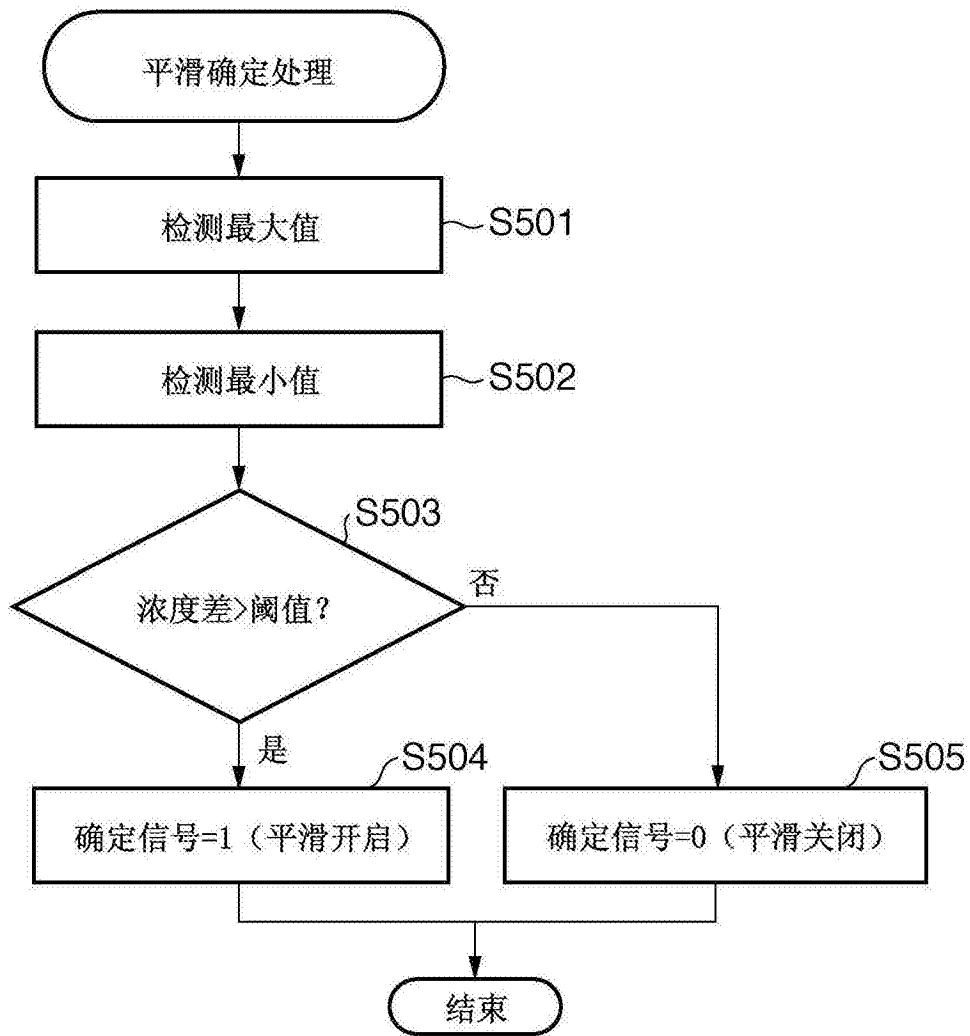 平滑确定处理
检测最大值
S501
检测最小值
S502
S503
浓度差>阈值？
否
是
S504
确定信号=1（平滑开启）
S505
确定信号=0（平滑关闭）
结束